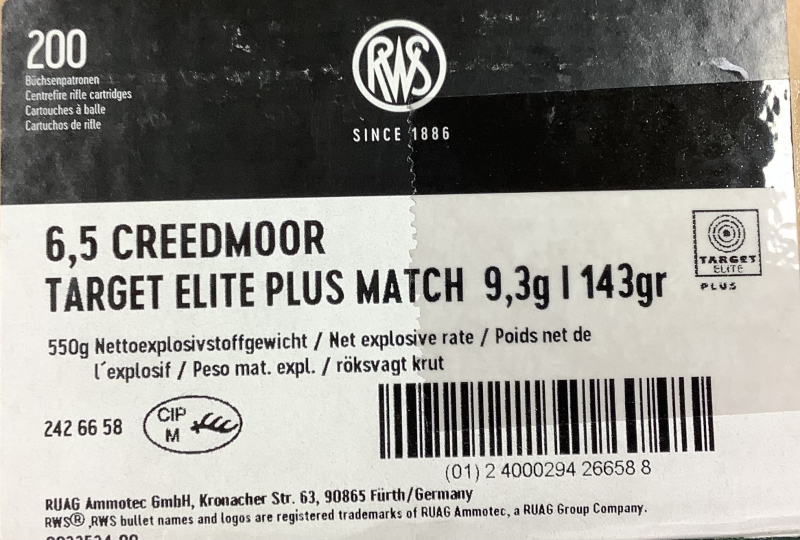 200
Büchsenpatronen
Centrefire rifle cartridges
Cartouches à balle
Cartuchos de rifle
RWS
SINCE 1886
6,5 CREEDMOOR
TARGET ELITE PLUS MATCH 9,3g | 143gr
TARGET
ELITE
PLUS
550g Nettoexplosivstoffgewicht / Net explosive rate / Poids net de
l´explosif / Peso mat. expl. / röksvagt krut
242 66 58
CIP
M
(01) 2 4000294 26658 8
RUAG Ammotec GmbH, Kronacher Str. 63, 90865 Fürth/Germany
RWS® ,RWS bullet names and logos are registered trademarks of RUAG Ammotec, a RUAG Group Company.